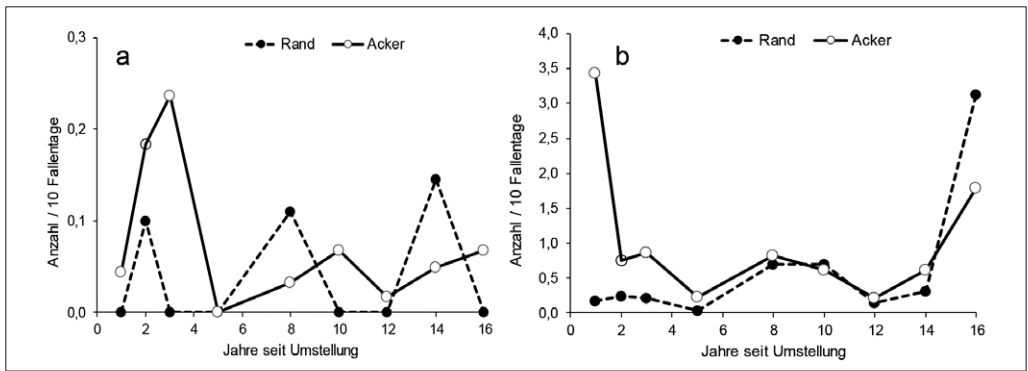 a
Rand
Acker
Anzahl / 10 Fallentage
0,3
0,2
0,1
0,0
0 2 4 6 8 10 12 14 16
Jahre seit Umstellung
b
Rand
Acker
Anzahl / 10 Fallentage
4,0
3,5
3,0
2,5
2,0
1,5
1,0
0,5
0,0
0 2 4 6 8 10 12 14 16
Jahre seit Umstellung